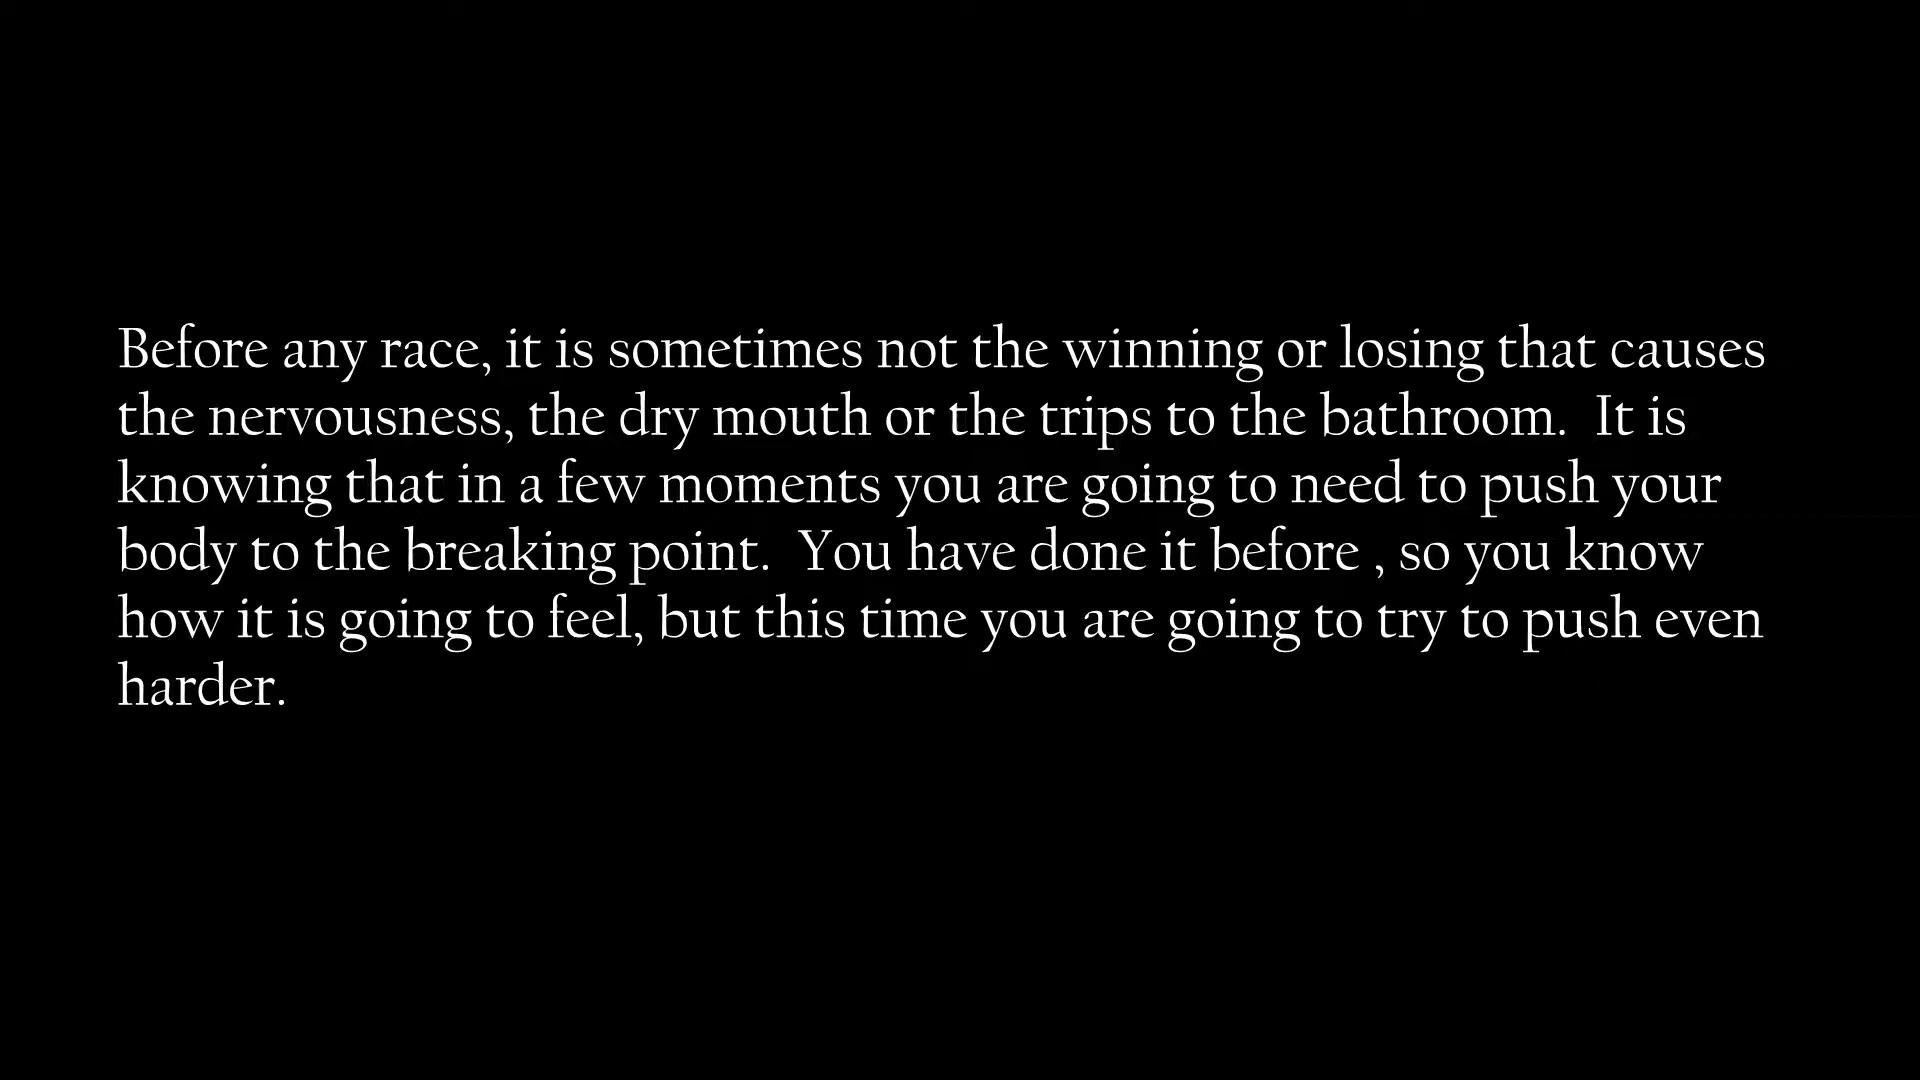 Before any race, it is sometimes not the winning or losing that causes
the nervousness, the dry mouth or the trips to the bathroom.  It is
knowing that in a few moments you are going to need to push your
body to the breaking point.  You have done it before , so you know
how it is going to feel, but this time you are going to try to push even
harder.